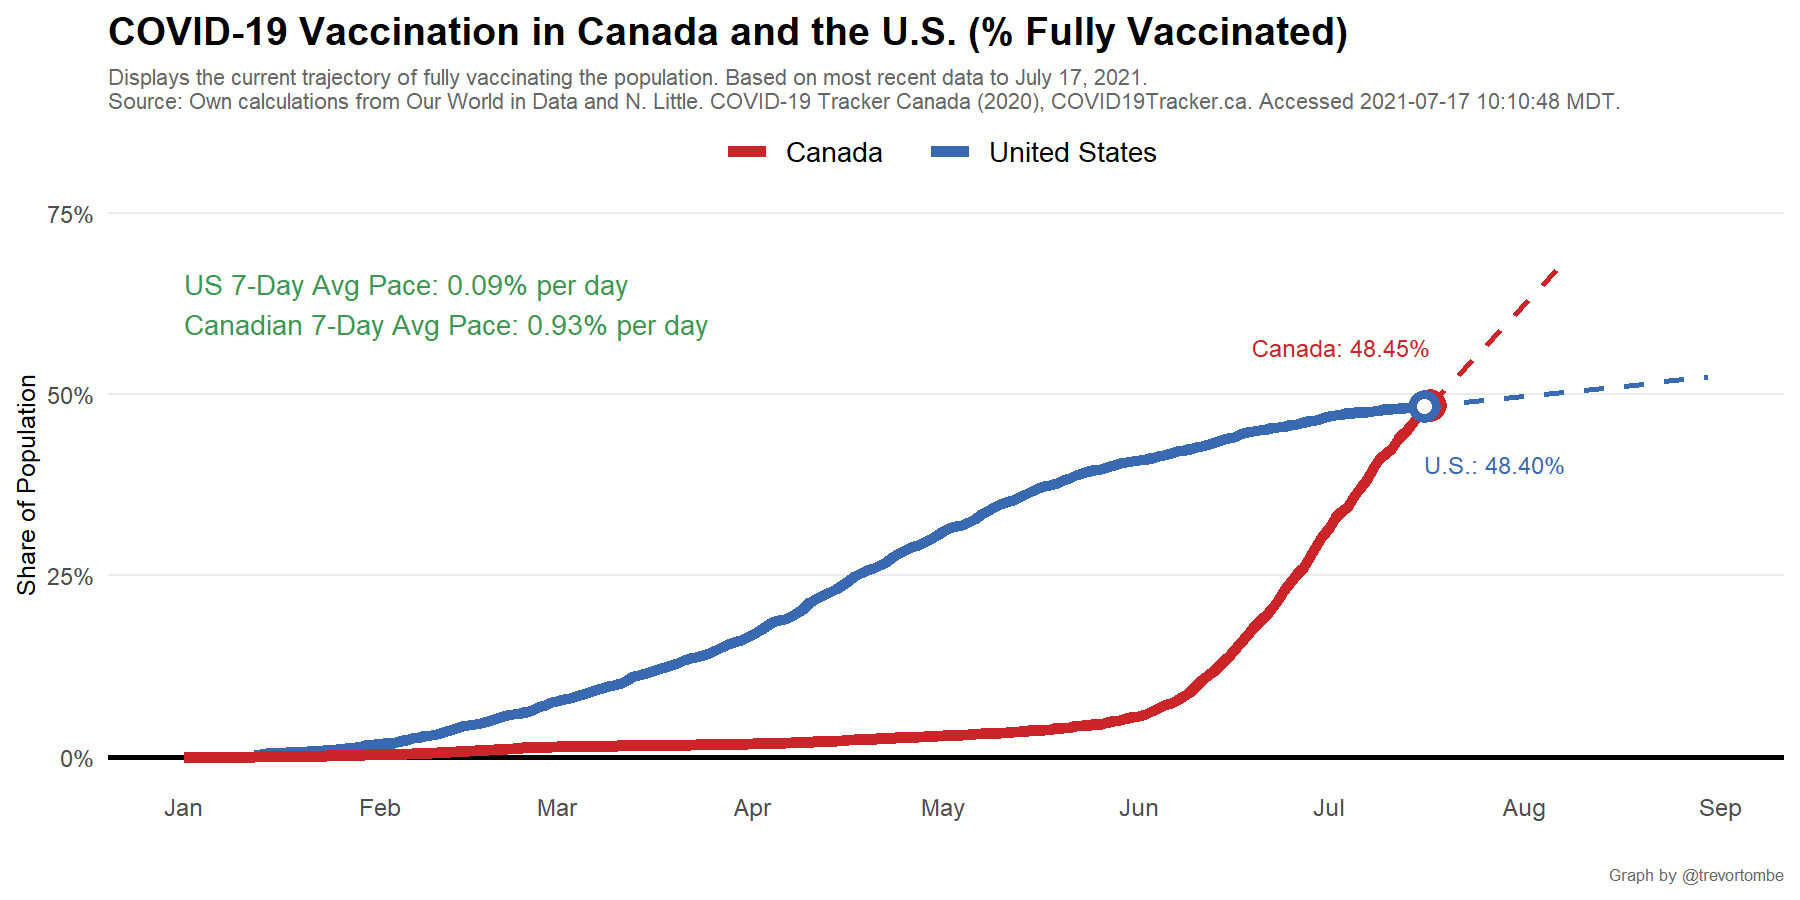 COVID-19 Vaccination in Canada and the U.S. (% Fully Vaccinated)
Displays the current trajectory of fully vaccinating the population. Based on most recent data to July 17, 2021.
Source: Own calculations from Our World in Data and N. Little. COVID-19 Tracker Canada (2020), COVID19Tracker.ca. Accessed 2021-07-17 10:10:48 MDT.
Canada
United States
75%
US 7-Day Avg Pace: 0.09% per day
Canadian 7-Day Avg Pace: 0.93% per day
Canada: 48.45%
50%
U.S.: 48.40%
Share of Population
25%
0%
Jan Feb Mar Apr May Jun Jul Aug Sep
Graph by @trevortombe